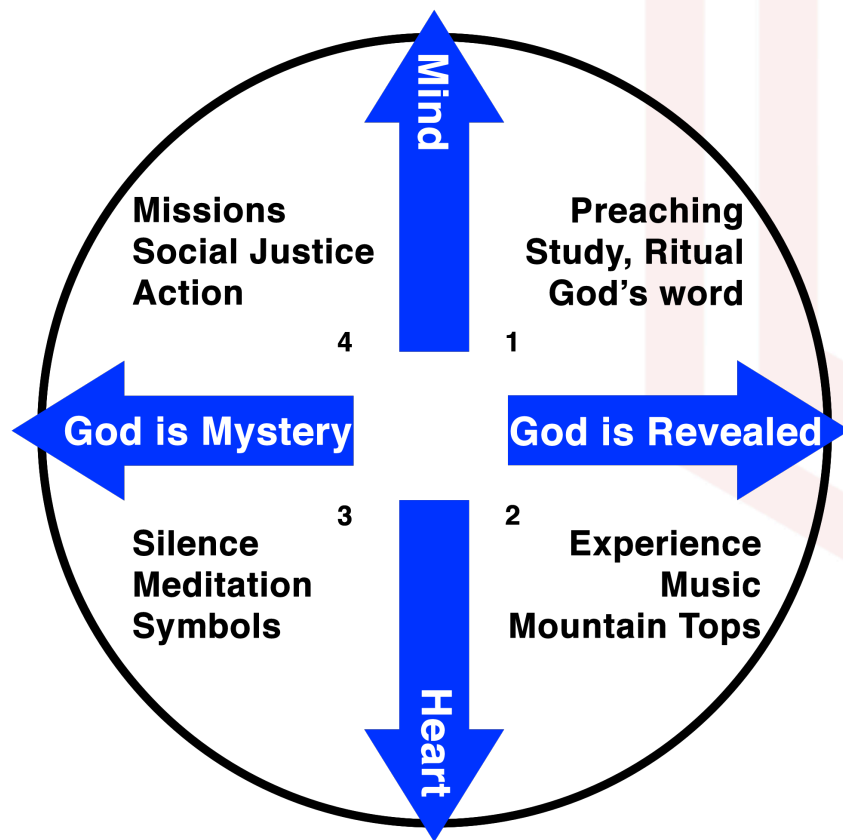 Mind
Missions
Social Justice
Action
4
Preaching
Study, Ritual
God’s word
1
God is Mystery
God is Revealed
3
Silence
Meditation
Symbols
2
Experience
Music
Mountain Tops
Heart